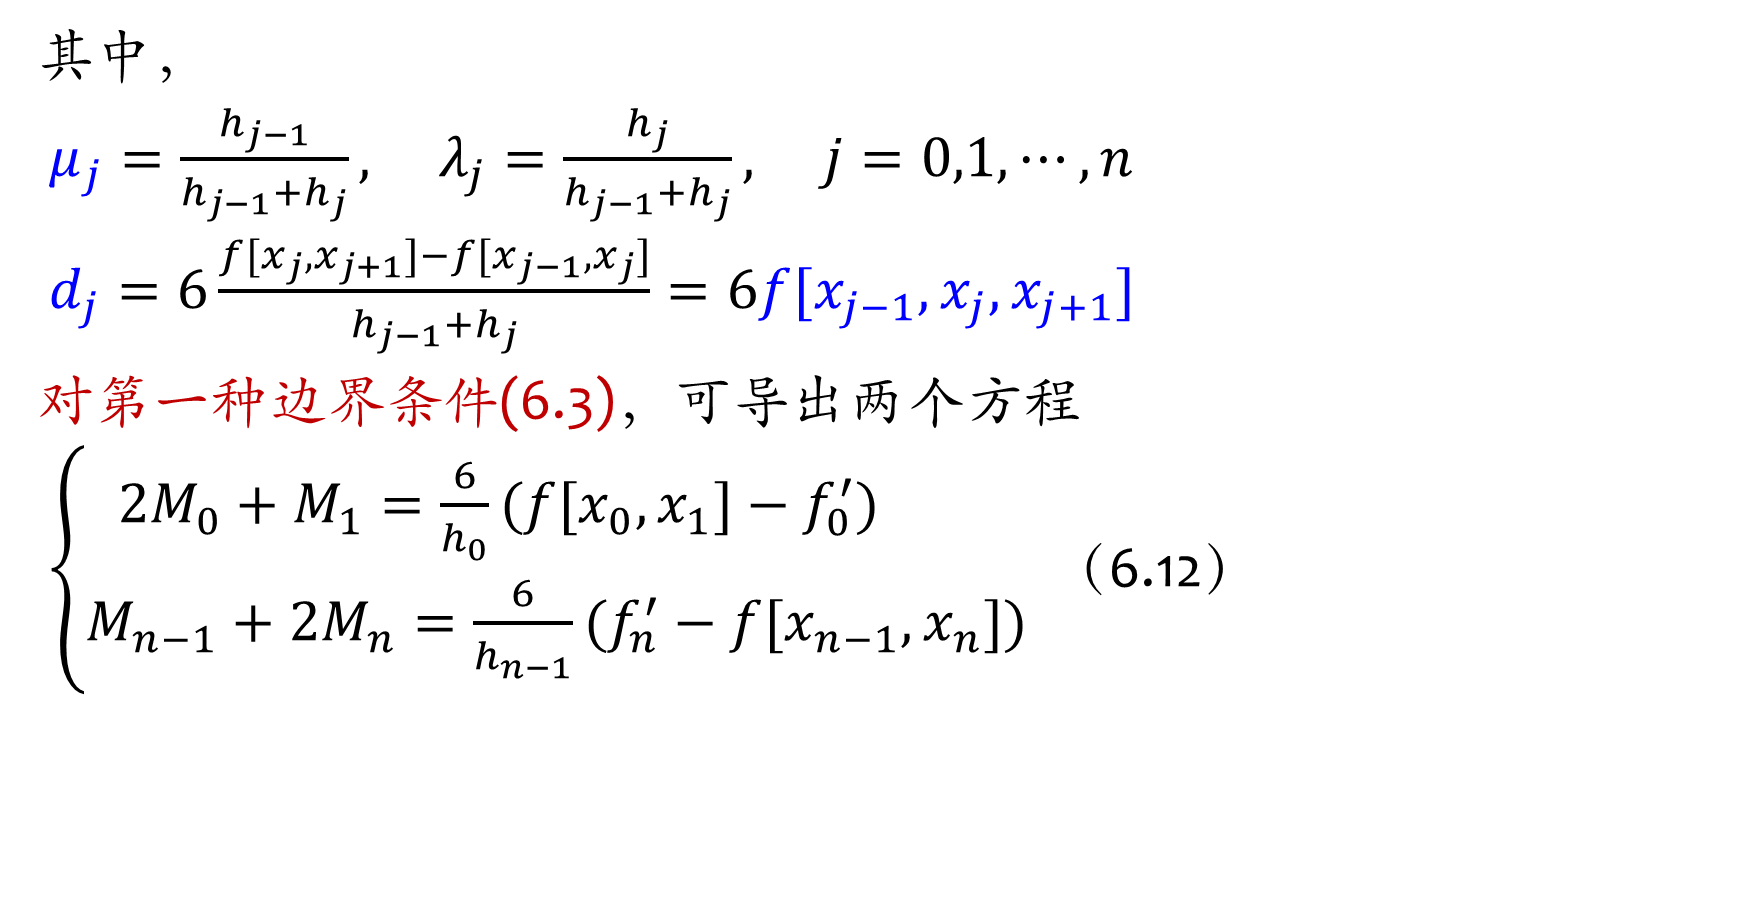 其中，
μ_j = h_{j−1}/(h_{j−1}+h_j), λ_j = h_j/(h_{j−1}+h_j), j = 0,1,⋯,n
d_j = 6 (f[x_j,x_{j+1}]−f[x_{j−1},x_j])/(h_{j−1}+h_j) = 6f[x_{j−1}, x_j, x_{j+1}]
对第一种边界条件(6.3)，可导出两个方程
{ 2M_0 + M_1 = 6/h_0 (f[x_0, x_1] − f_0′)
M_{n−1} + 2M_n = 6/h_{n−1} (f_n′ − f[x_{n−1}, x_n]) （6.12）